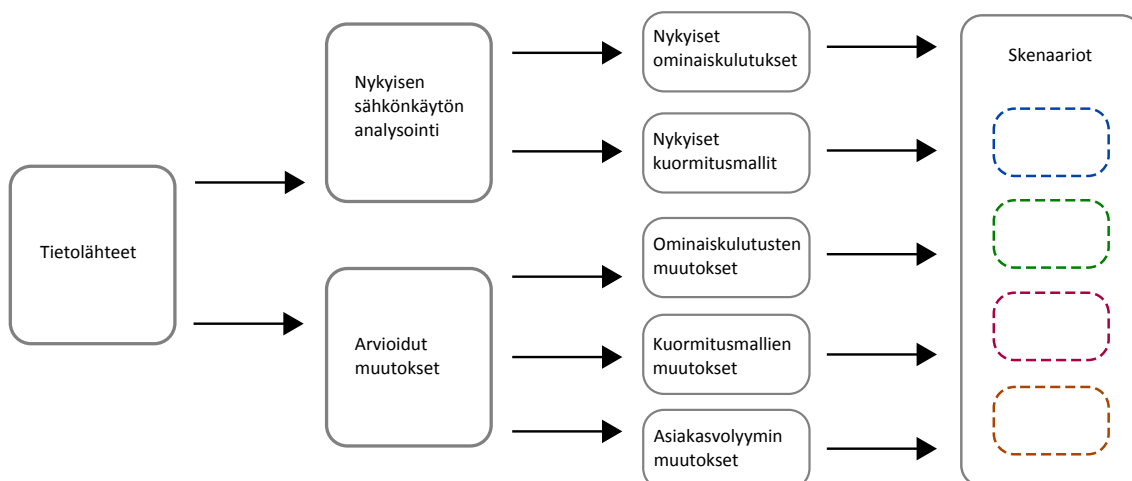 Tietolähteet
Nykyisen
sähkönkäytön
analysointi
Arvioidut
muutokset
Nykyiset
ominaiskulutukset
Nykyiset
kuormitusmallit
Ominaiskulutusten
muutokset
Kuormitusmallien
muutokset
Asiakasvolyymin
muutokset
Skenaariot